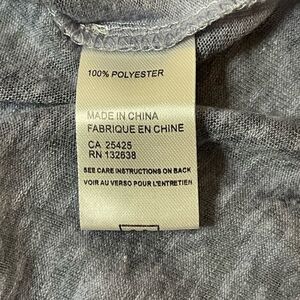 100% POLYESTER
MADE IN CHINA
FABRIQUE EN CHINE
CA 25425
RN 132638
SEE CARE INSTRUCTIONS ON BACK
VOIR AU VERSO POUR L'ENTRETIEN